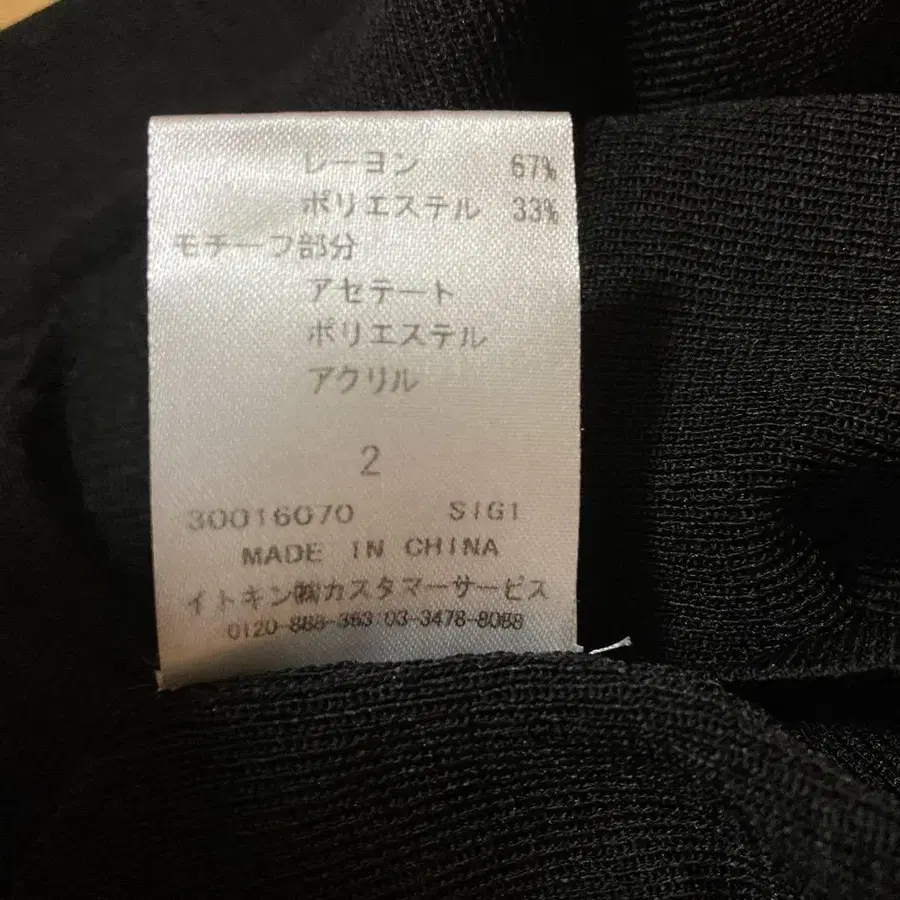 レーヨン 67%
ポリエステル 33%
モチーフ部分
アセテート
ポリエステル
アクリル
2
30016070 SIGI
MADE IN CHINA
イトキン㈱カスタマーサービス
0120-888-363 03-3478-8088